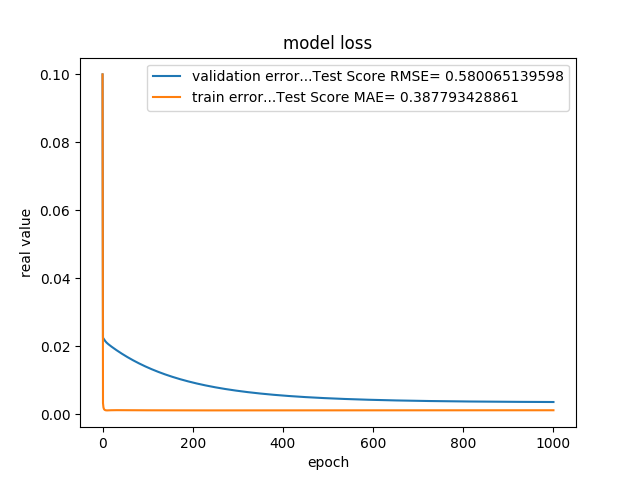 model loss
validation error...Test Score RMSE= 0.580065139598
train error...Test Score MAE= 0.387793428861
0.10
0.08
0.06
0.04
0.02
0.00
real value
0 200 400 600 800 1000
epoch